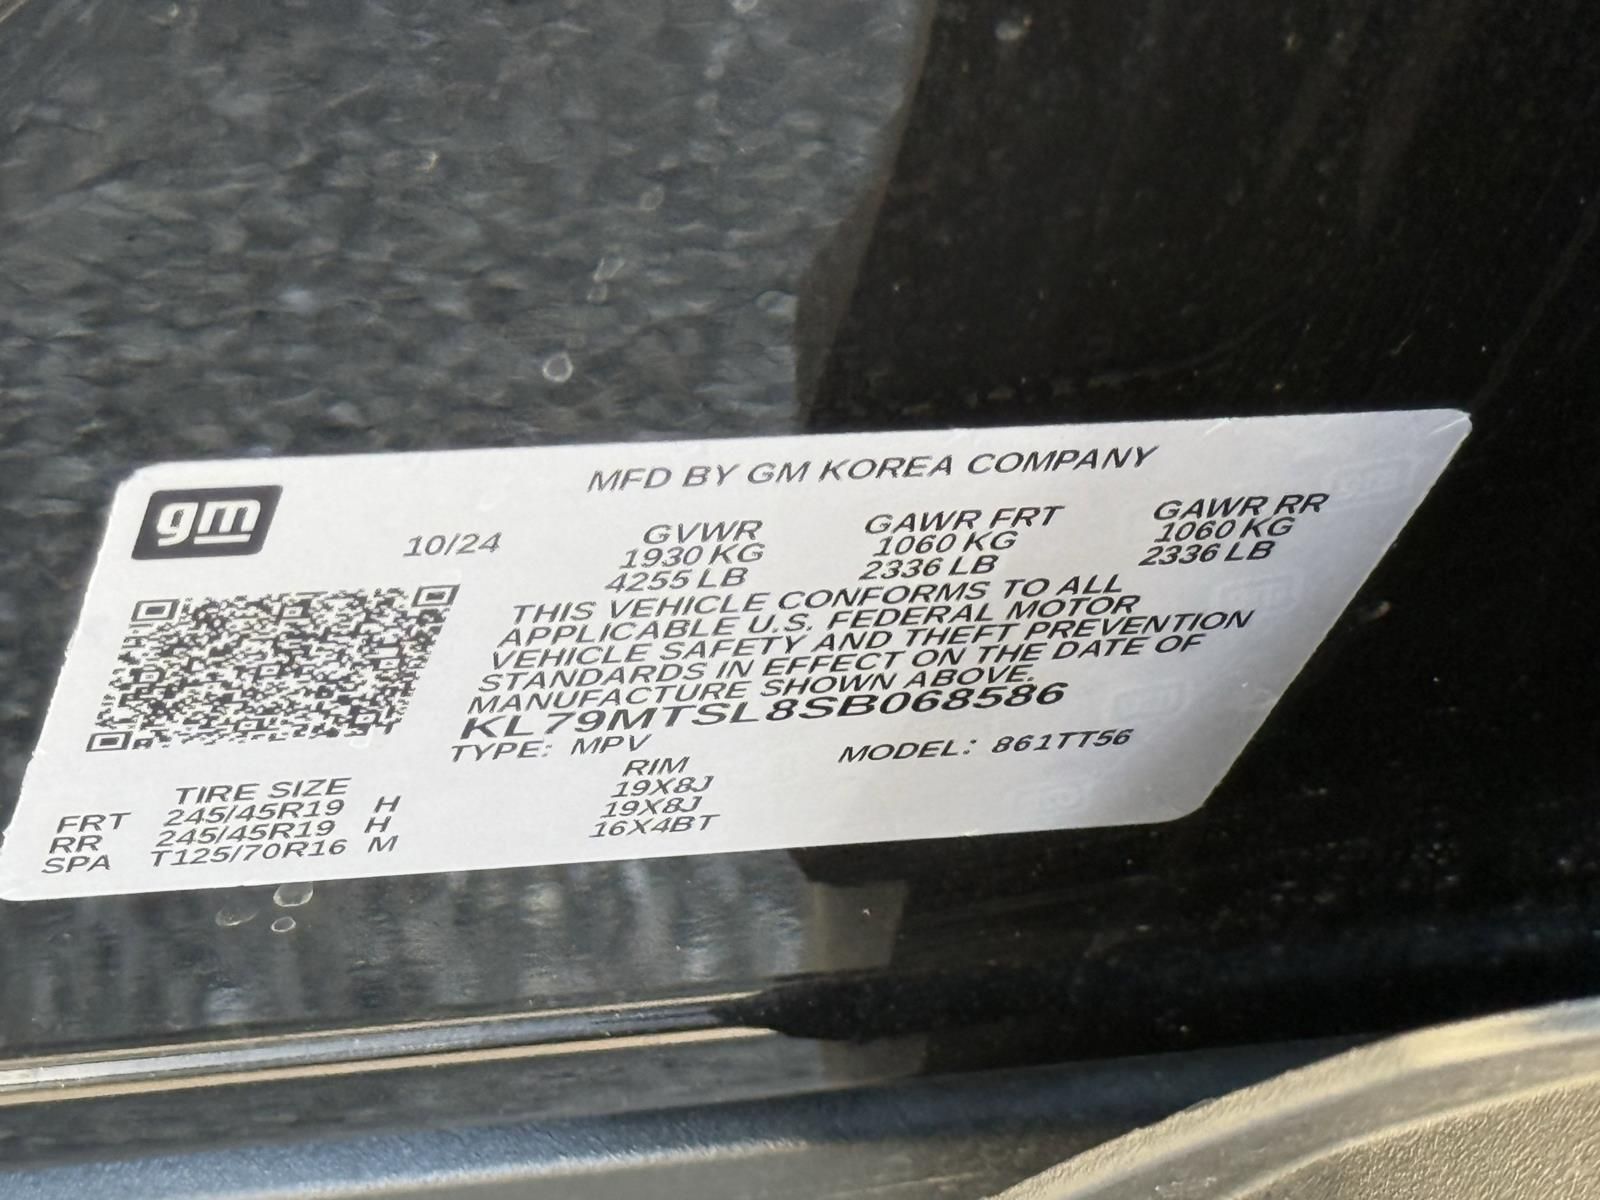 gm
MFD BY GM KOREA COMPANY
10/24 GVWR GAWR FRT GAWR RR
1930 KG 1060 KG 1060 KG
4255 LB 2336 LB 2336 LB
THIS VEHICLE CONFORMS TO ALL
APPLICABLE U.S. FEDERAL MOTOR
VEHICLE SAFETY AND THEFT PREVENTION
STANDARDS IN EFFECT ON THE DATE OF
MANUFACTURE SHOWN ABOVE.
KL79MTSL8SB068586
TYPE: MPV MODEL: 861TT56
TIRE SIZE RIM
FRT 245/45R19 H 19X8J
RR 245/45R19 H 19X8J
SPA T125/70R16 M 16X4BT